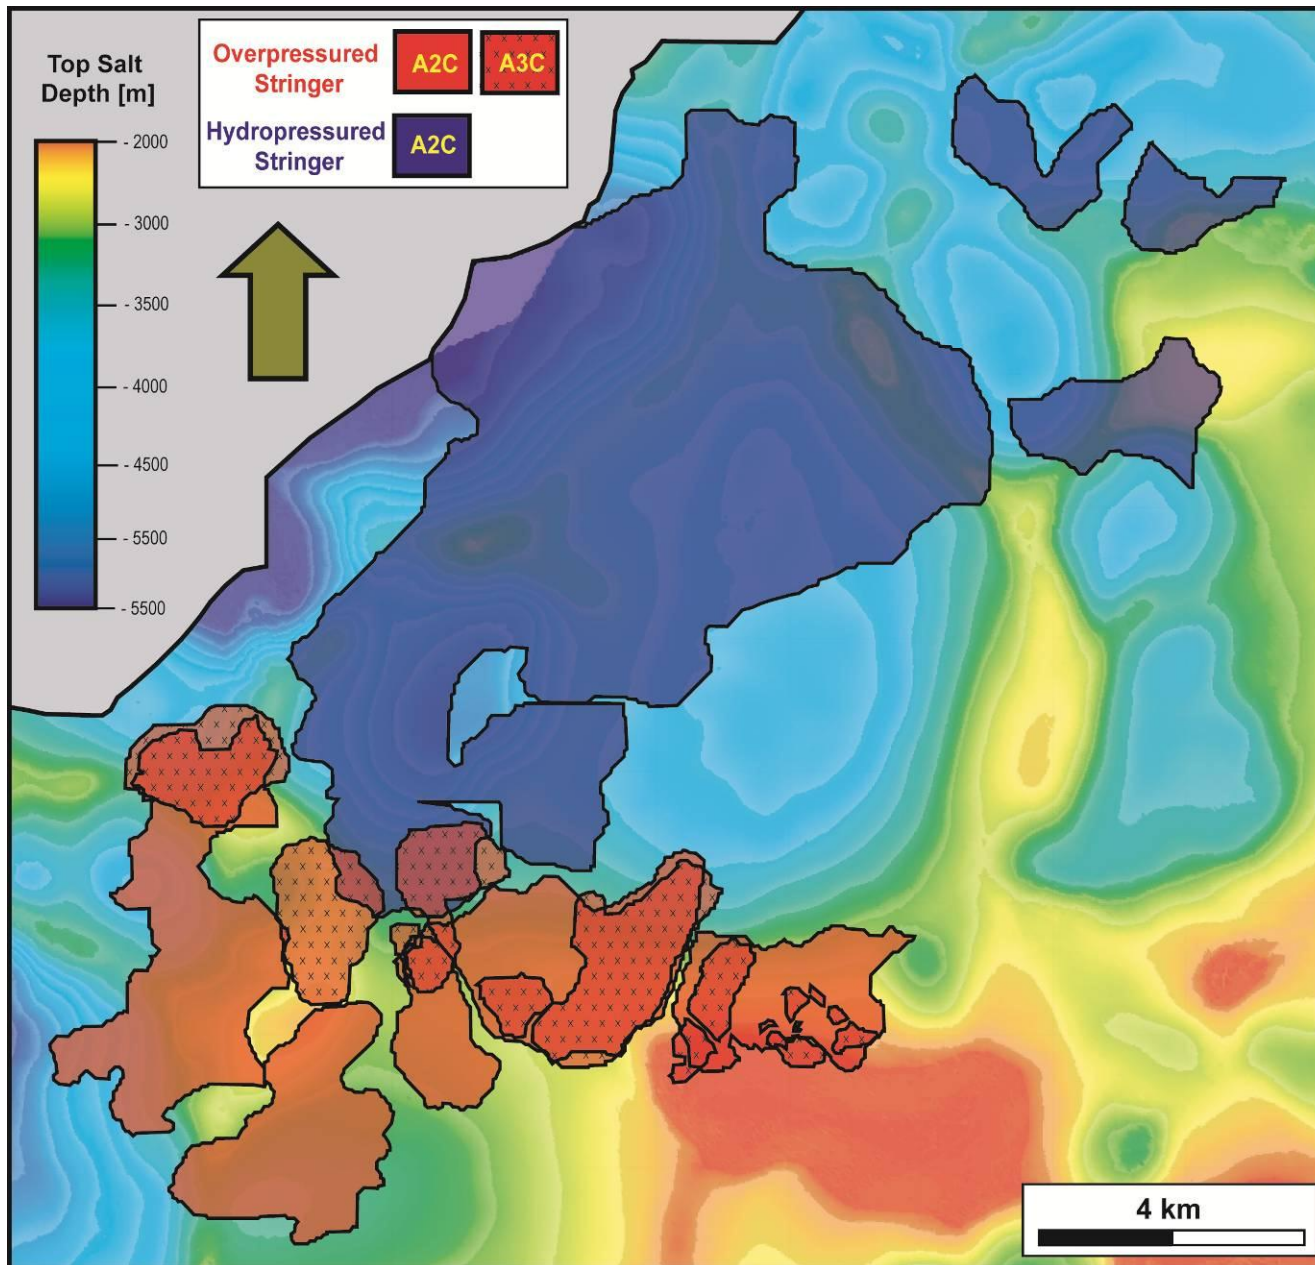 Top Salt
Depth [m]
- 2000
- 3000
- 3500
- 4000
- 4500
- 5500
- 5500
Overpressured
Stringer
A2C
A3C
Hydropressured
Stringer
A2C
4 km